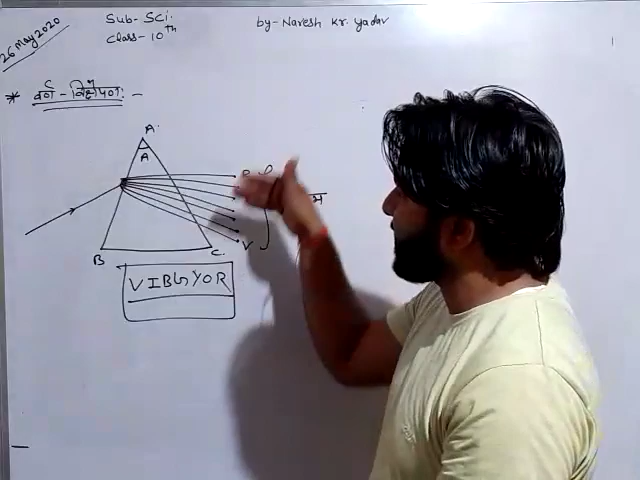 26 May 2020
Sub- Sci.
Class- 10th
by- Naresh Kr. Yadav
* वर्ण - विक्षेपण: -
A
A
B
C
R
V
VIBGYOR